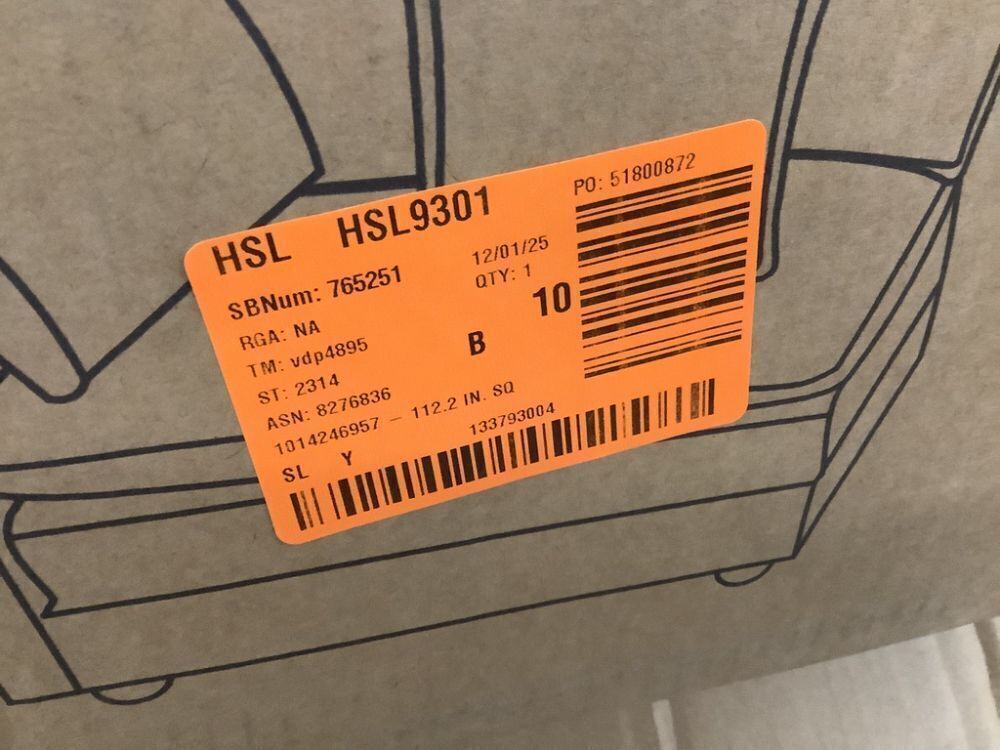 HSL HSL9301
PO: 51800872
SBNum: 765251
12/01/25
RGA: NA
QTY: 1
TM: vdp4895
10
ST: 2314
B
ASN: 8276836
1014246957 - 112.2 IN. SQ
SL Y
133793004